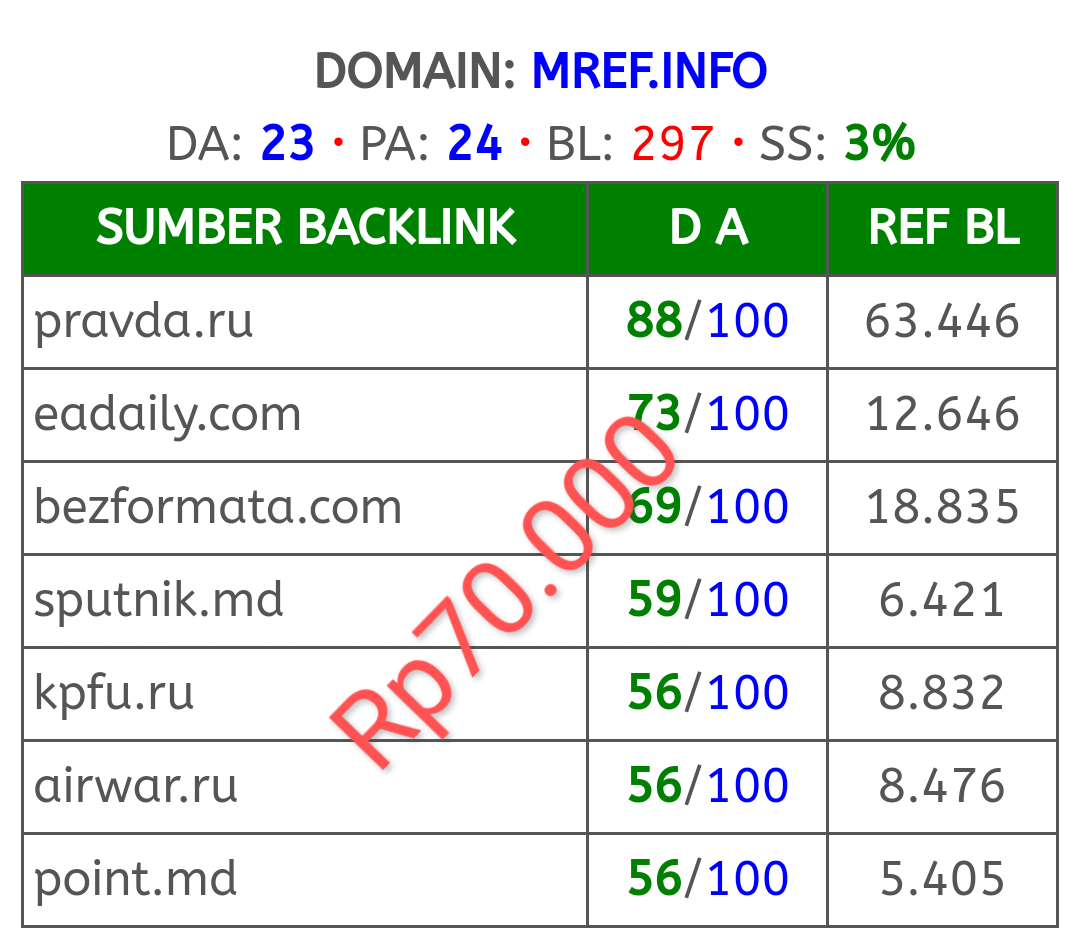 DOMAIN: MREF.INFO
DA: 23 • PA: 24 • BL: 297 • SS: 3%
SUMBER BACKLINK D A REF BL
pravda.ru 88/100 63.446
eadaily.com 73/100 12.646
bezformata.com 69/100 18.835
sputnik.md 59/100 6.421
kpfu.ru 56/100 8.832
airwar.ru 56/100 8.476
point.md 56/100 5.405
Rp70.000